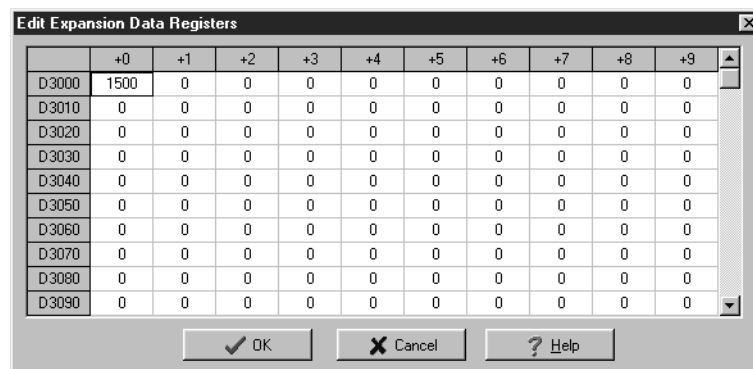 Edit Expansion Data Registers
+0 +1 +2 +3 +4 +5 +6 +7 +8 +9
D3000 1500 0 0 0 0 0 0 0 0 0
D3010 0 0 0 0 0 0 0 0 0 0
D3020 0 0 0 0 0 0 0 0 0 0
D3030 0 0 0 0 0 0 0 0 0 0
D3040 0 0 0 0 0 0 0 0 0 0
D3050 0 0 0 0 0 0 0 0 0 0
D3060 0 0 0 0 0 0 0 0 0 0
D3070 0 0 0 0 0 0 0 0 0 0
D3080 0 0 0 0 0 0 0 0 0 0
D3090 0 0 0 0 0 0 0 0 0 0
OK Cancel Help